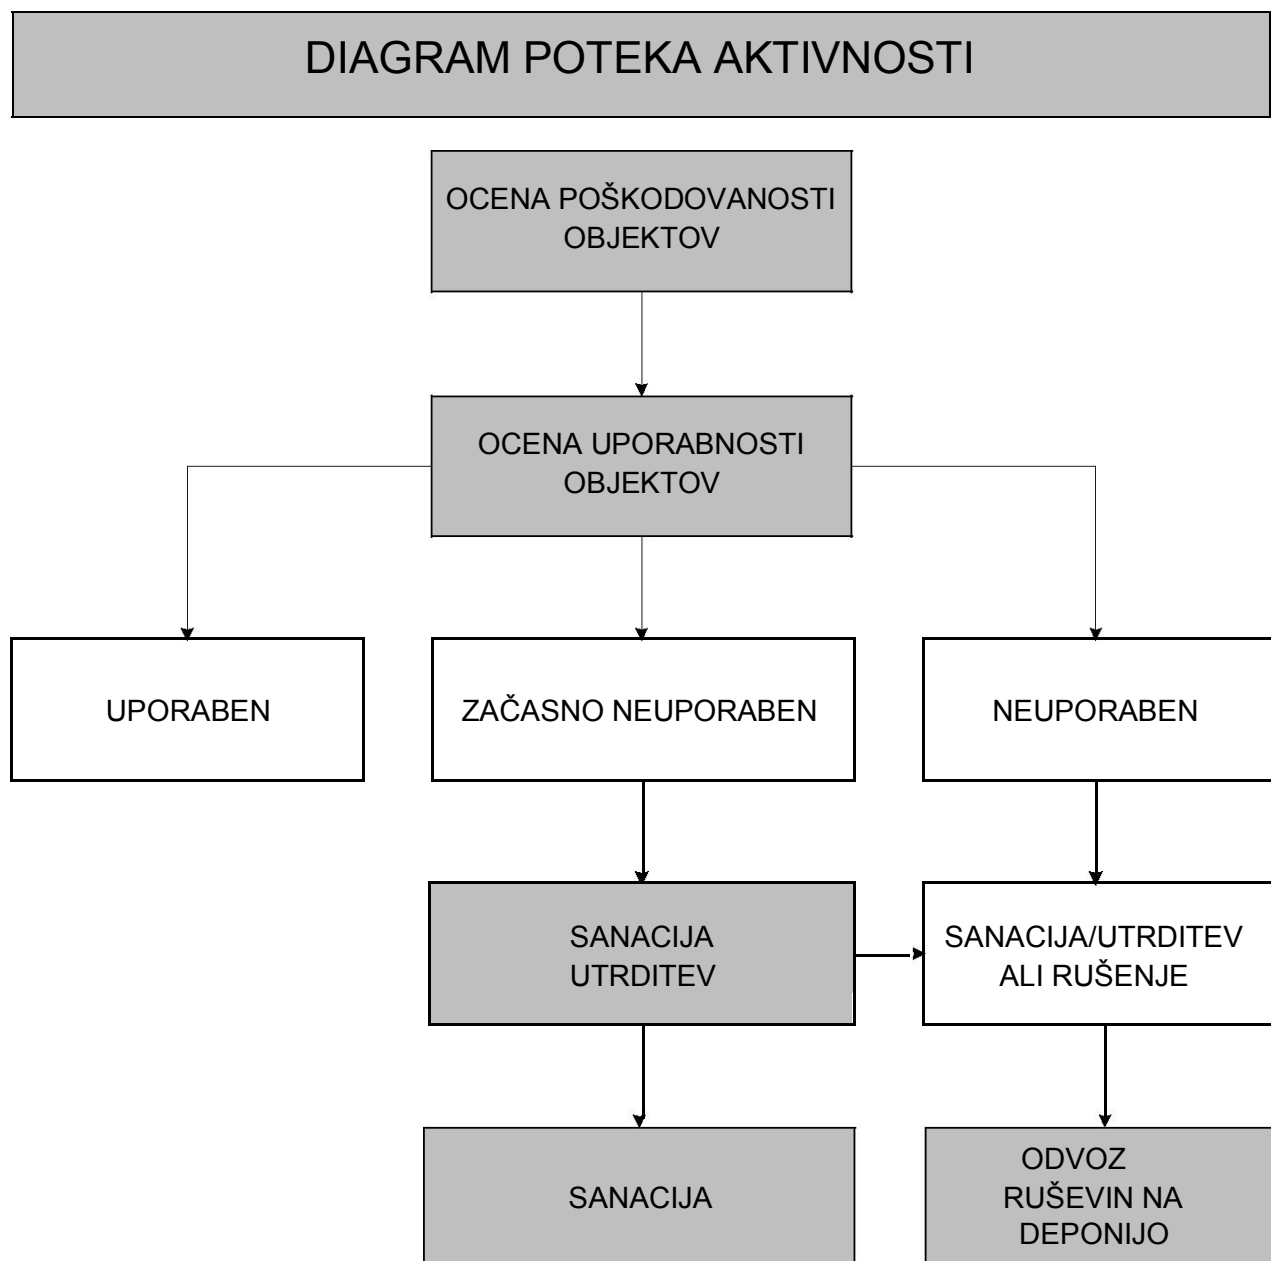 DIAGRAM POTEKA AKTIVNOSTI
OCENA POŠKODOVANOSTI
OBJEKTOV
OCENA UPORABNOSTI
OBJEKTOV
UPORABEN
ZAČASNO NEUPORABEN
NEUPORABEN
SANACIJA
UTRDITEV
SANACIJA/UTRDITEV
ALI RUŠENJE
SANACIJA
ODVOZ
RUŠEVIN NA
DEPONIJO